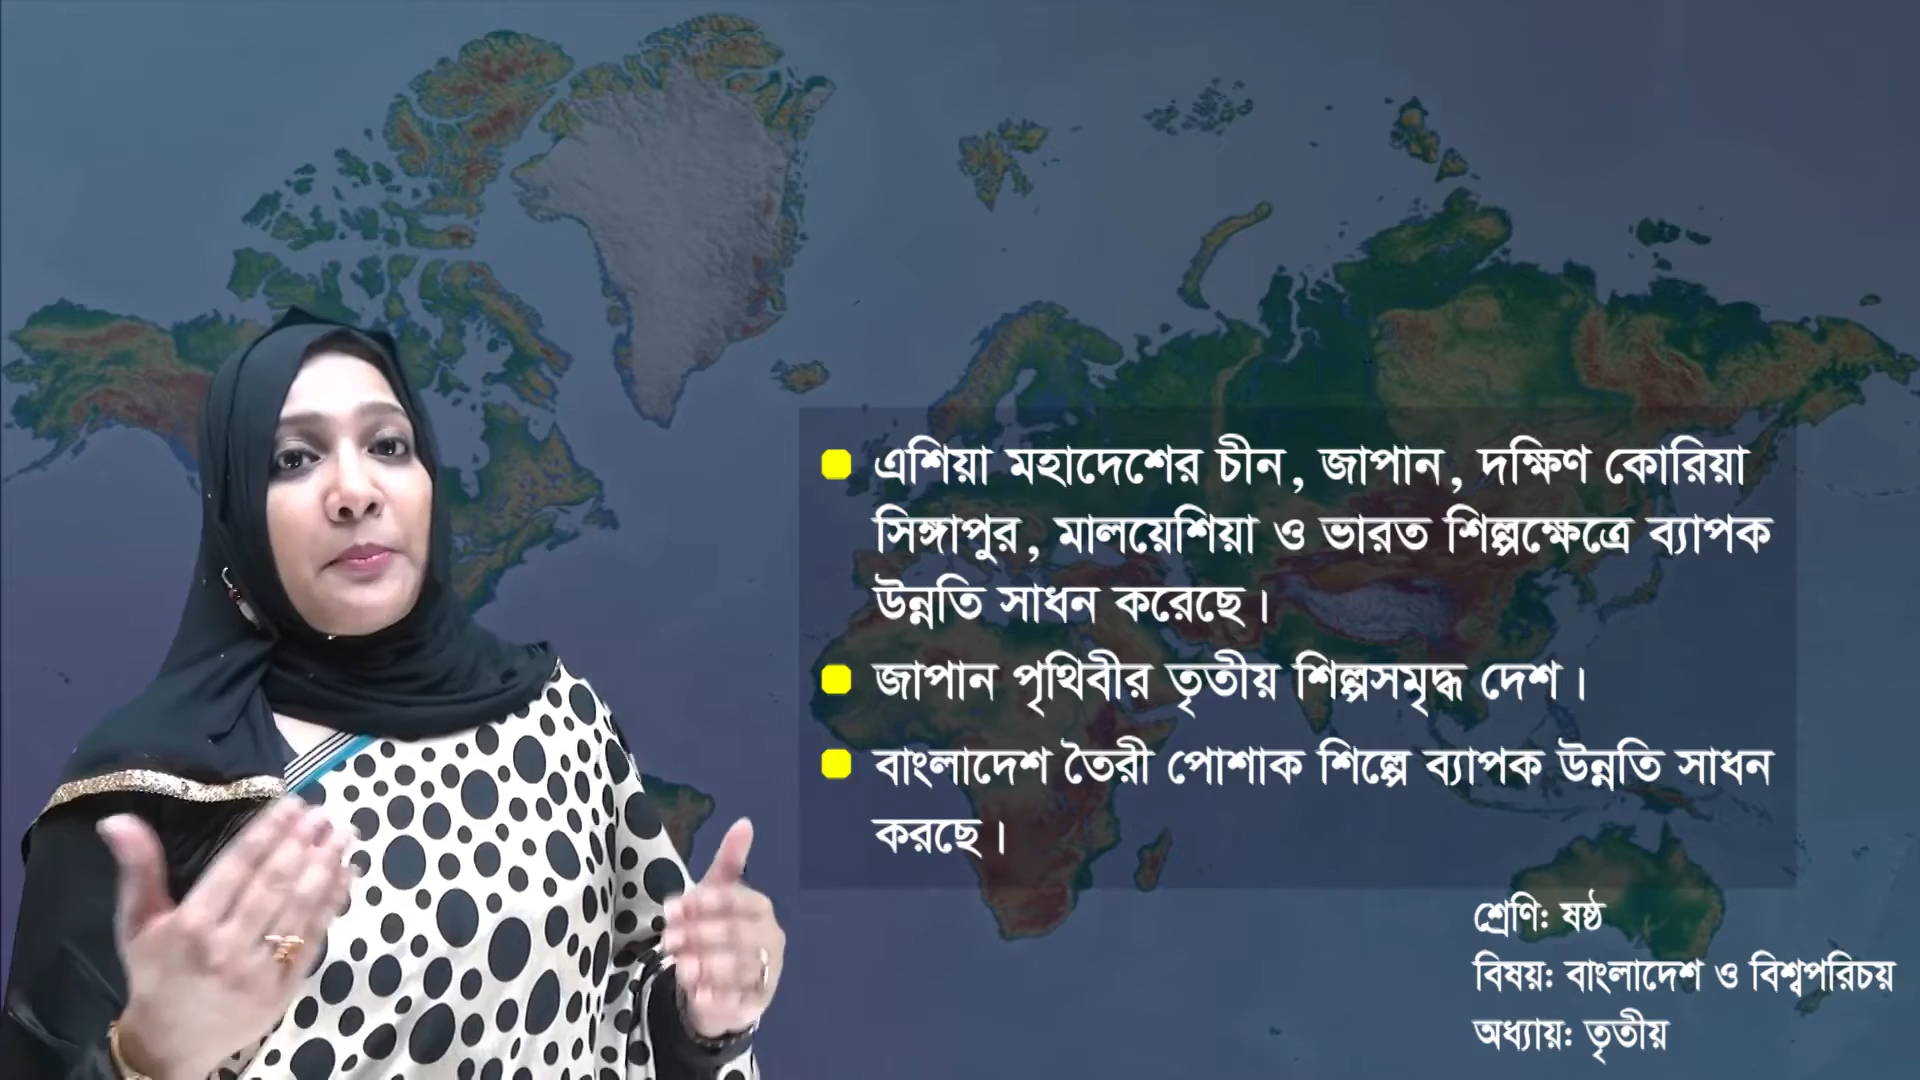 এশিয়া মহাদেশের চীন, জাপান, দক্ষিণ কোরিয়া
সিঙ্গাপুর, মালয়েশিয়া ও ভারত শিল্পক্ষেত্রে ব্যাপক
উন্নতি সাধন করেছে।
জাপান পৃথিবীর তৃতীয় শিল্পসমৃদ্ধ দেশ।
বাংলাদেশ তৈরী পোশাক শিল্পে ব্যাপক উন্নতি সাধন
করছে।
শ্রেণি: ষষ্ঠ
বিষয়: বাংলাদেশ ও বিশ্বপরিচয়
অধ্যায়: তৃতীয়